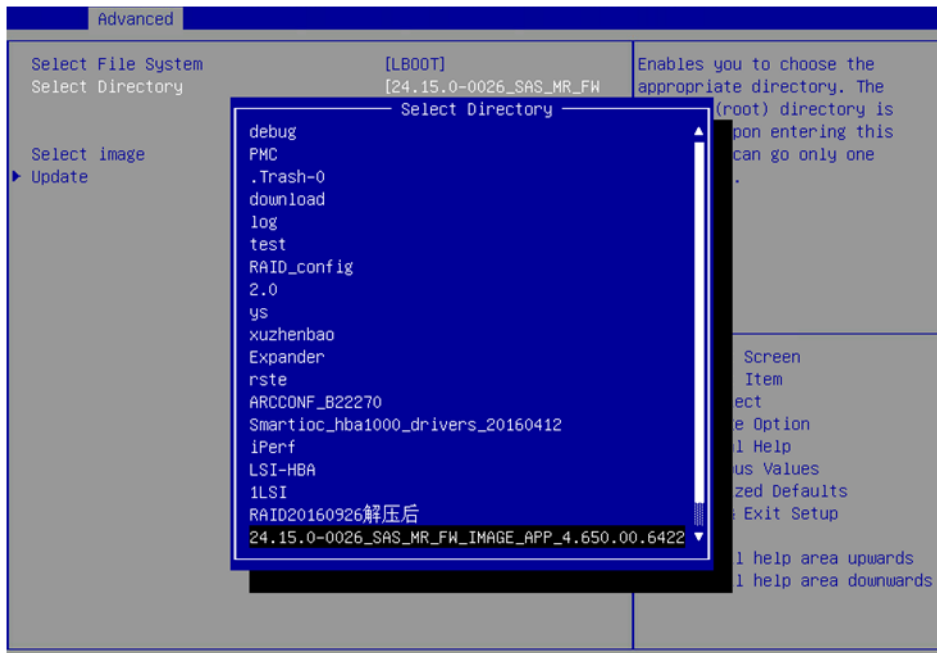 Advanced
Select File System [LBOOT]
Select Directory [24.15.0-0026_SAS_MR_FW
Select image
Update
Select Directory
debug
PMC
.Trash-0
download
log
test
RAID_config
2.0
ys
xuzhenbao
Expander
rste
ARCCONF_B22270
Smartioc_hba1000_drivers_20160412
iPerf
LSI-HBA
1LSI
RAID20160926解压后
24.15.0-0026_SAS_MR_FW_IMAGE_APP_4.650.00.6422
Enables you to choose the
appropriate directory. The
(root) directory is
pon entering this
can go only one
.
Screen
Item
ect
e Option
l Help
us Values
zed Defaults
Exit Setup
l help area upwards
l help area downwards